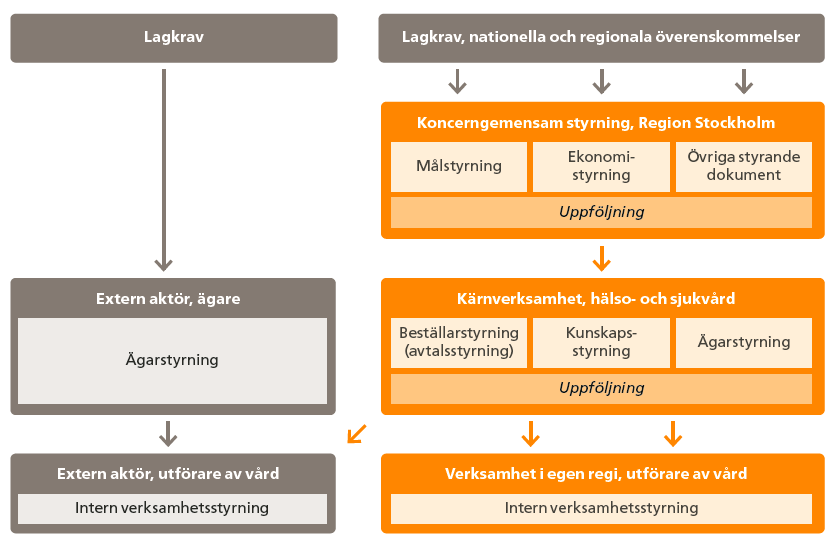 Lagkrav
Lagkrav, nationella och regionala överenskommelser
Koncerngemensam styrning, Region Stockholm
Målstyrning
Ekonomi-
styrning
Övriga styrande
dokument
Uppföljning
Extern aktör, ägare
Ägarstyrning
Kärnverksamhet, hälso- och sjukvård
Beställarstyrning
(avtalsstyrning)
Kunskaps-
styrning
Ägarstyrning
Uppföljning
Extern aktör, utförare av vård
Intern verksamhetsstyrning
Verksamhet i egen regi, utförare av vård
Intern verksamhetsstyrning